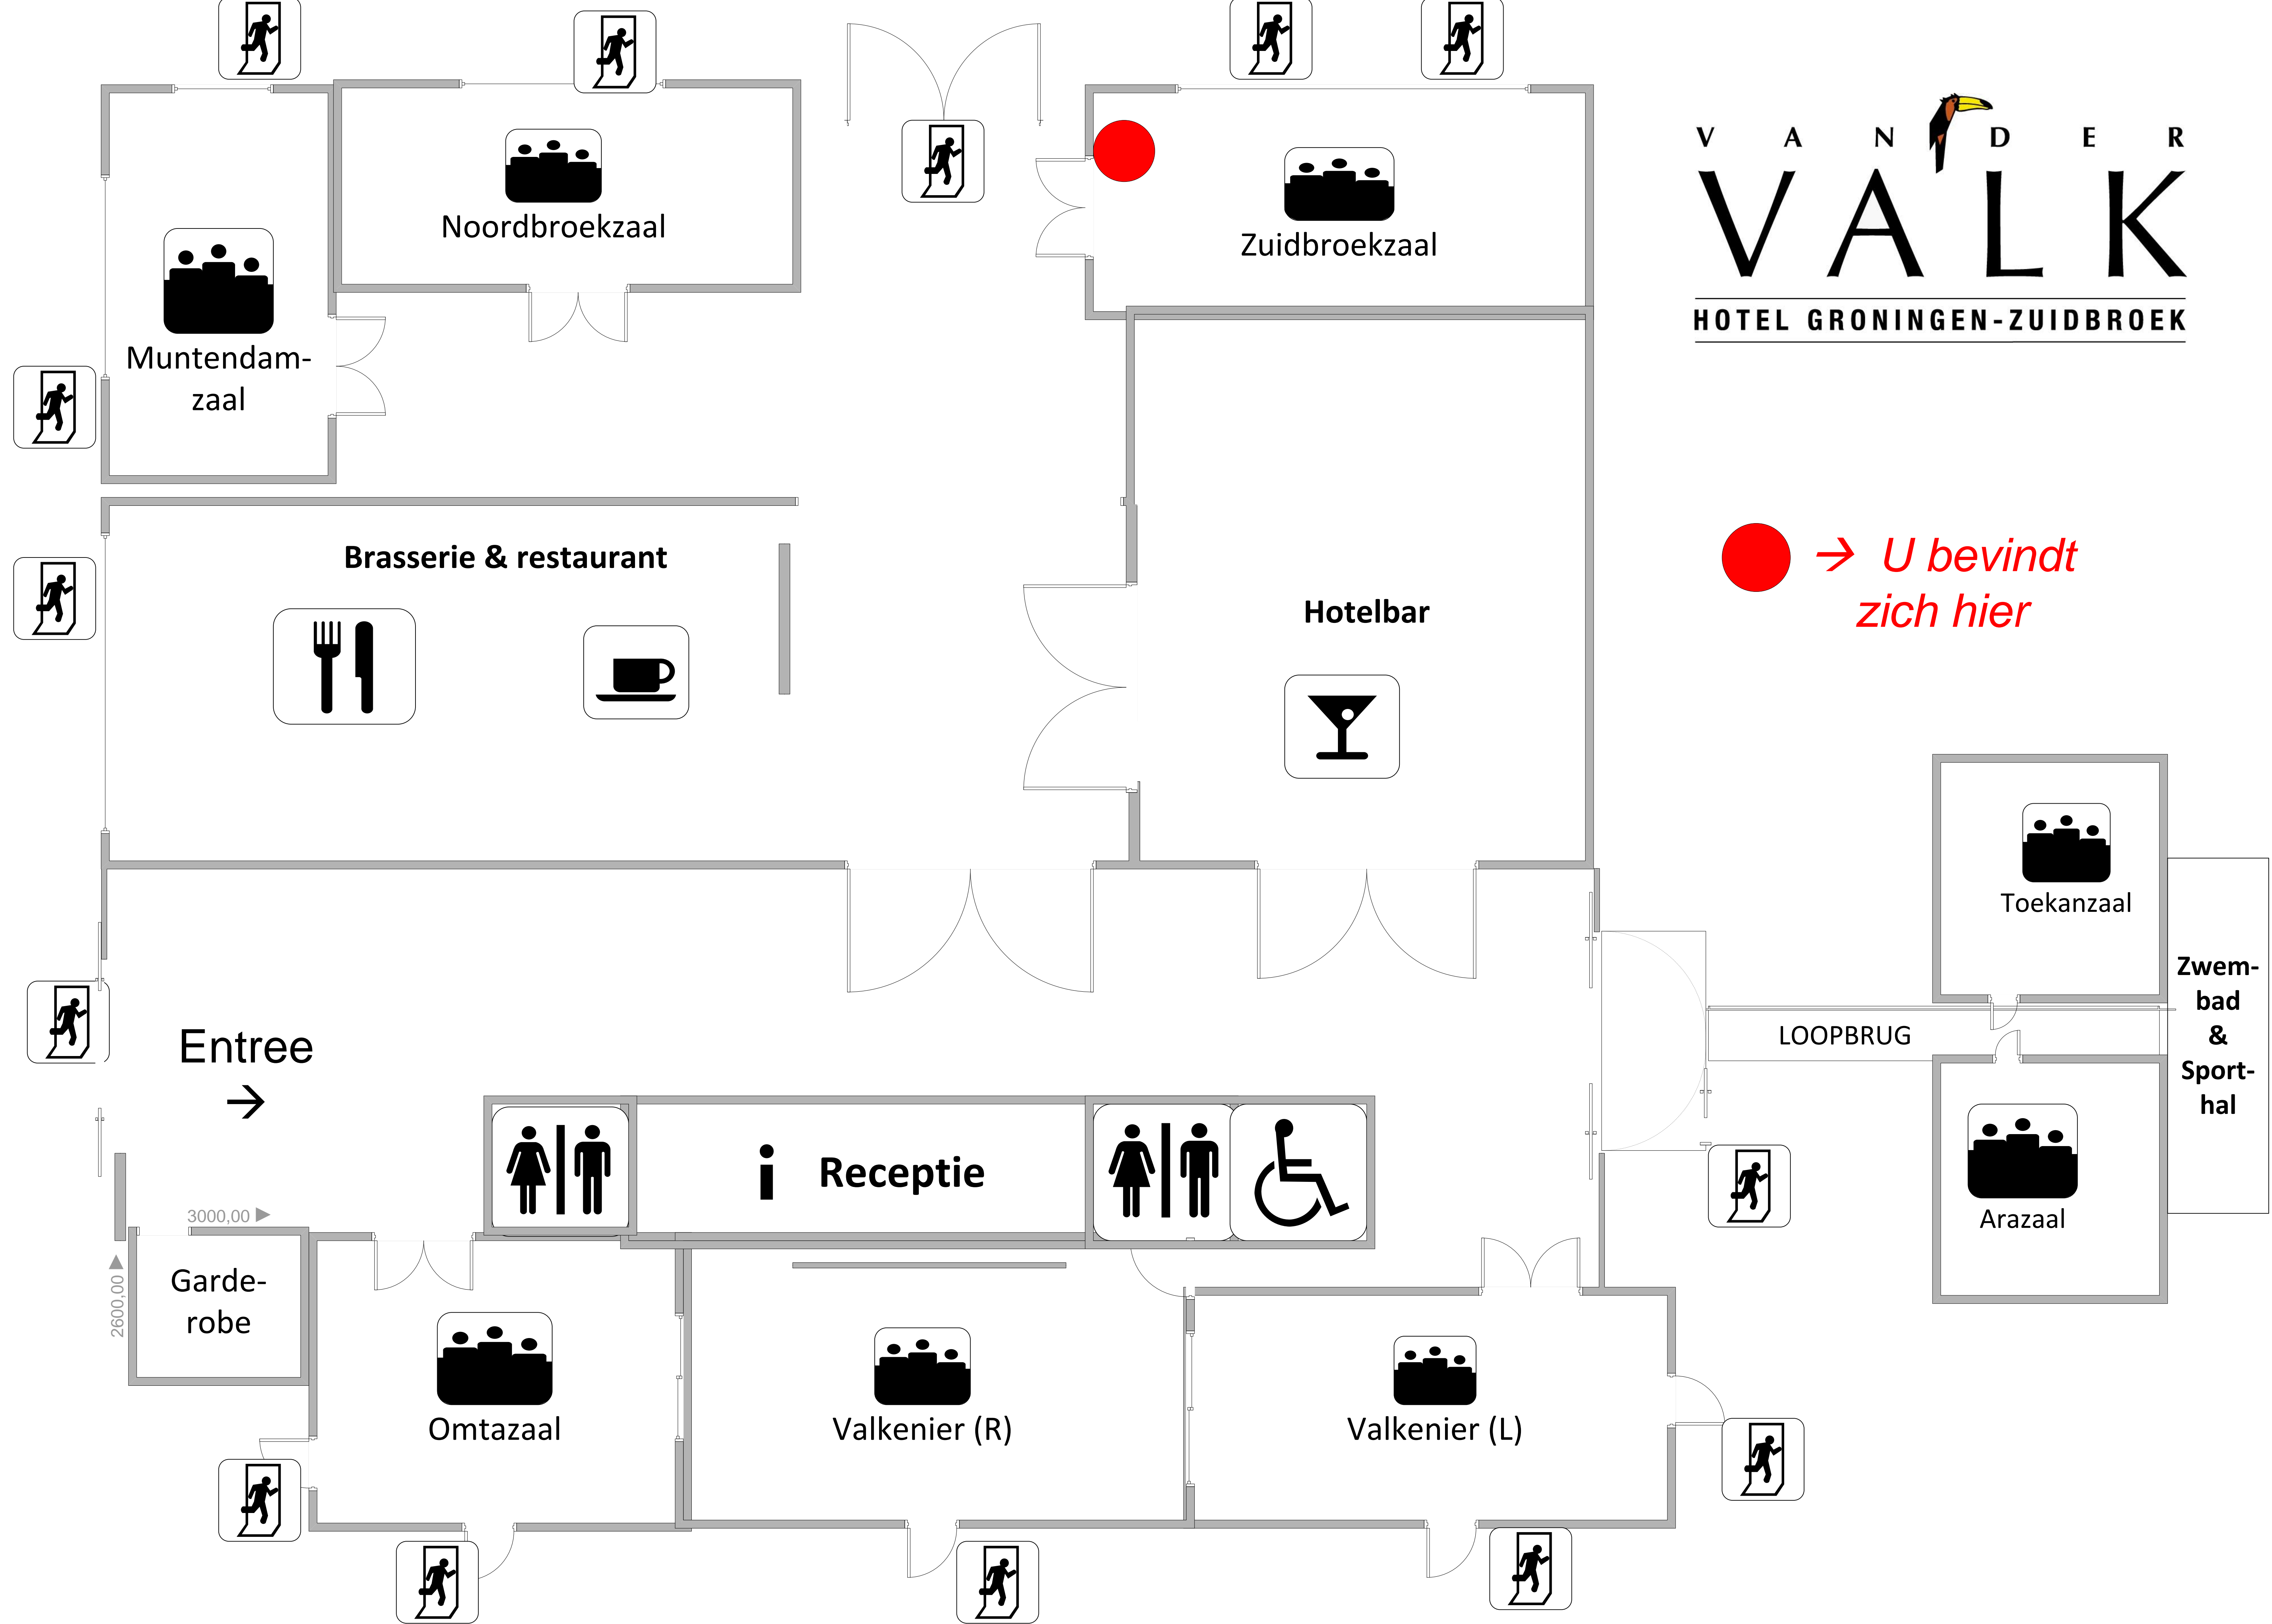 V A N D E R
VALK
HOTEL GRONINGEN-ZUIDBROEK
Noordbroekzaal
Zuidbroekzaal
Muntendam-
zaal
Brasserie & restaurant
Hotelbar
→ U bevindt
zich hier
Toekanzaal
Zwem-
bad
&
Sport-
hal
LOOPBRUG
Arazaal
Entree
→
i Receptie
3000,00
2600,00
Garde-
robe
Omtazaal
Valkenier (R)
Valkenier (L)